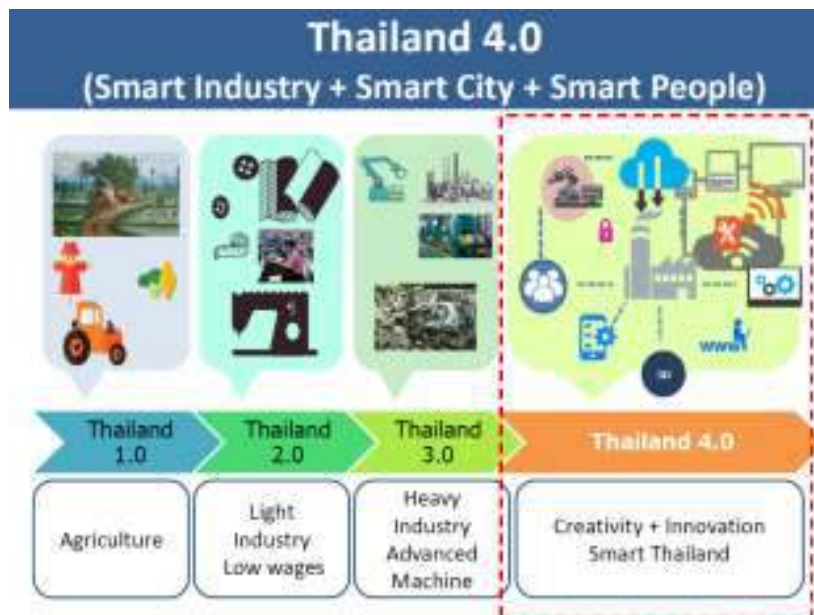 Thailand 4.0
(Smart Industry + Smart City + Smart People)
www
Thailand
1.0
Thailand
2.0
Thailand
3.0
Thailand 4.0
Agriculture
Light
Industry
Low wages
Heavy
Industry
Advanced
Machine
Creativity + Innovation
Smart Thailand